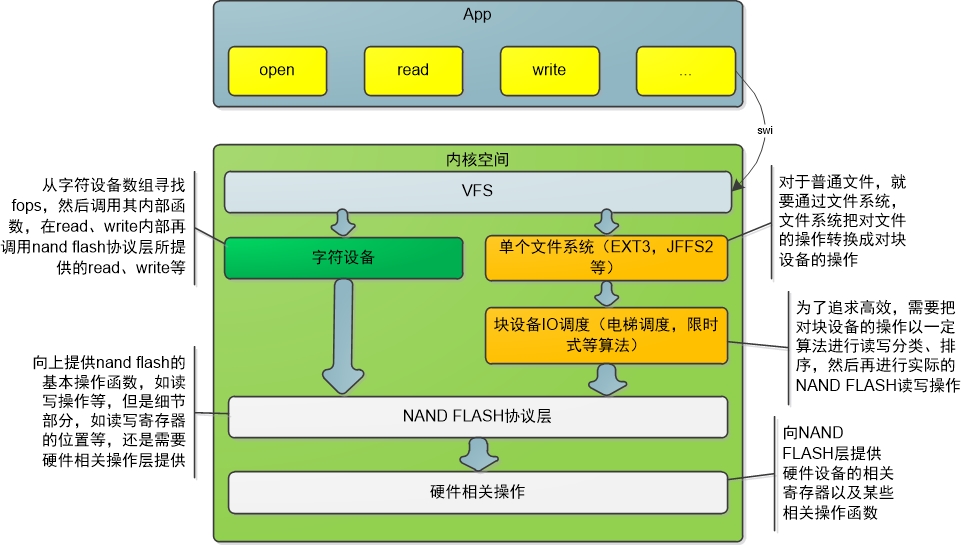 App
open
read
write
...
swi
内核空间
VFS
从字符设备数组寻找
fops，然后调用其内部函
数，在read、write内部再
调用nand flash协议层所提
供的read、write等
对于普通文件，就
要通过文件系统，
文件系统把对文件
的操作转换成对块
设备的操作
字符设备
单个文件系统（EXT3，JFFS2
等）
块设备IO调度（电梯调度，限时
式等算法）
为了追求高效，需要把
对块设备的操作以一定
算法进行读写分类、排
序，然后再进行实际的
NAND FLASH读写操作
向上提供nand flash的
基本操作函数，如读
写操作等，但是细节
部分，如读写寄存器
的位置等，还是需要
硬件相关操作层提供
NAND FLASH协议层
向NAND
FLASH层提供
硬件设备的相关
寄存器以及某些
相关操作函数
硬件相关操作